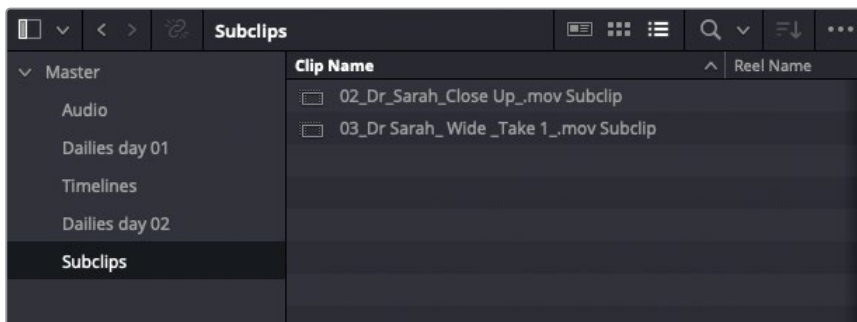 Subclips
Master
Audio
Dailies day 01
Timelines
Dailies day 02
Subclips
Clip Name Reel Name
02_Dr_Sarah_Close Up_.mov Subclip
03_Dr Sarah_ Wide _Take 1_.mov Subclip